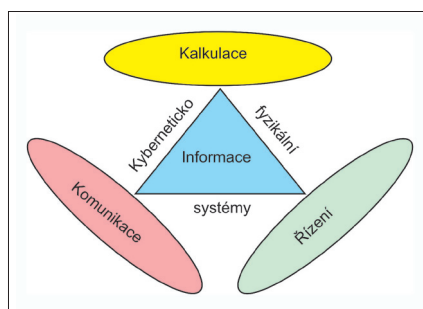 Kalkulace
Kyberneticko
fyzikální
Informace
systémy
Komunikace
Řízení